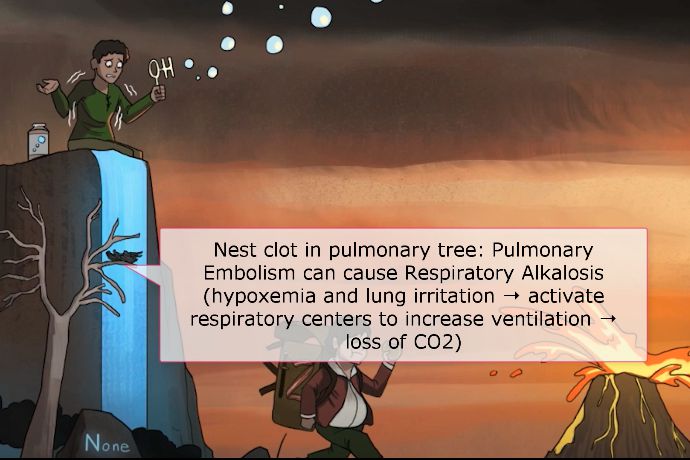 OH
Nest clot in pulmonary tree: Pulmonary
Embolism can cause Respiratory Alkalosis
(hypoxemia and lung irritation → activate
respiratory centers to increase ventilation →
loss of CO2)
None